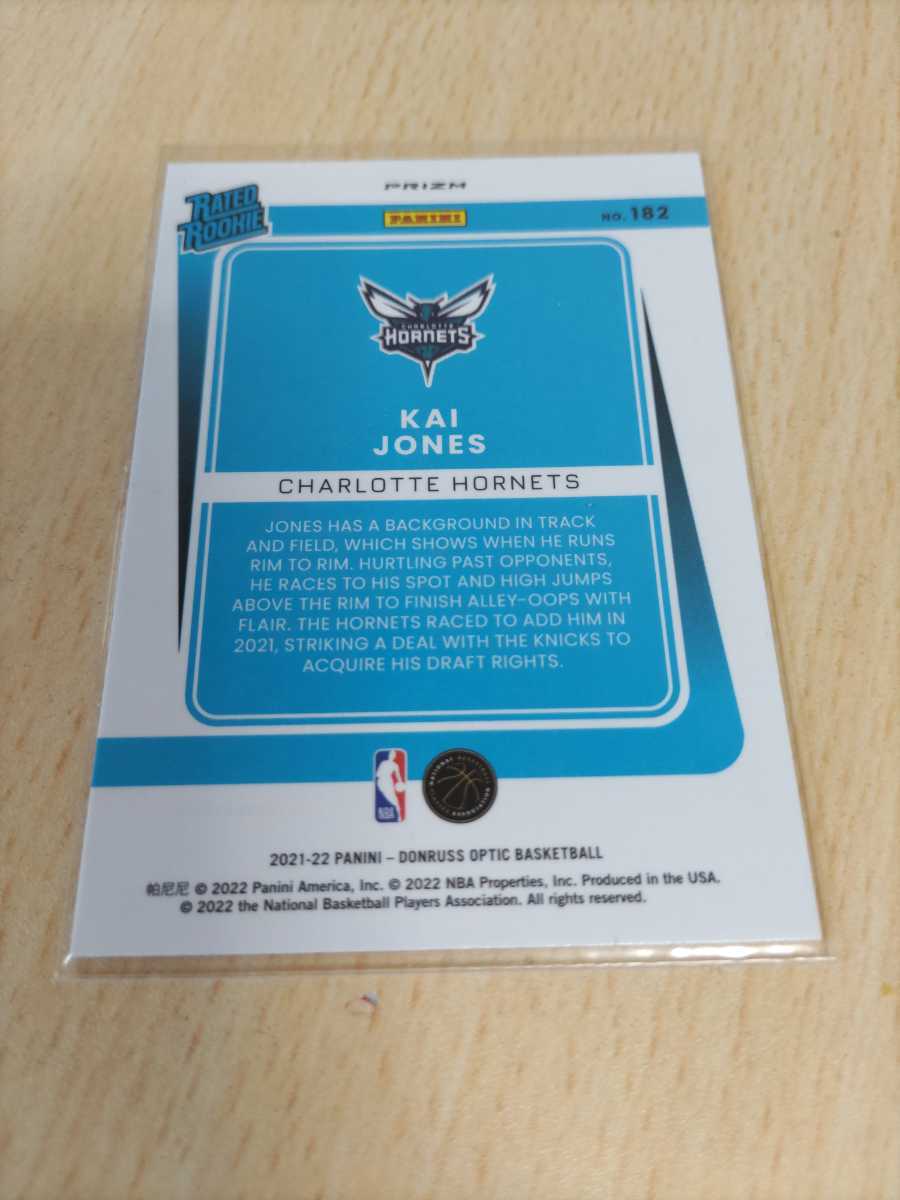 PRIZM
RATED
ROOKIE
PANINI
NO. 182
CHARLOTTE
HORNETS
KAI
JONES
CHARLOTTE HORNETS
JONES HAS A BACKGROUND IN TRACK
AND FIELD, WHICH SHOWS WHEN HE RUNS
RIM TO RIM. HURTLING PAST OPPONENTS,
HE RACES TO HIS SPOT AND HIGH JUMPS
ABOVE THE RIM TO FINISH ALLEY-OOPS WITH
FLAIR. THE HORNETS RACED TO ADD HIM IN
2021, STRIKING A DEAL WITH THE KNICKS TO
ACQUIRE HIS DRAFT RIGHTS.
NBA
NATIONAL BASKETBALL
PLAYERS ASSOCIATION
2021-22 PANINI – DONRUSS OPTIC BASKETBALL
帕尼尼 © 2022 Panini America, Inc. © 2022 NBA Properties, Inc. Produced in the USA.
© 2022 the National Basketball Players Association. All rights reserved.